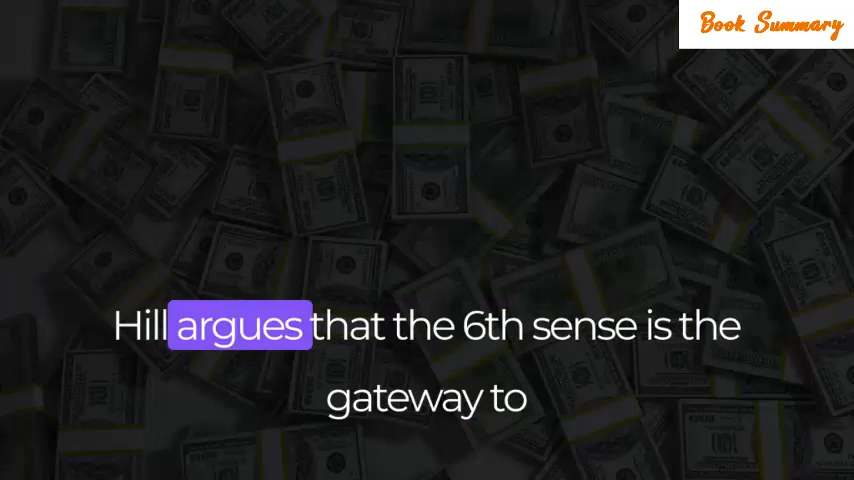 Book Summary
Hill argues that the 6th sense is the
gateway to